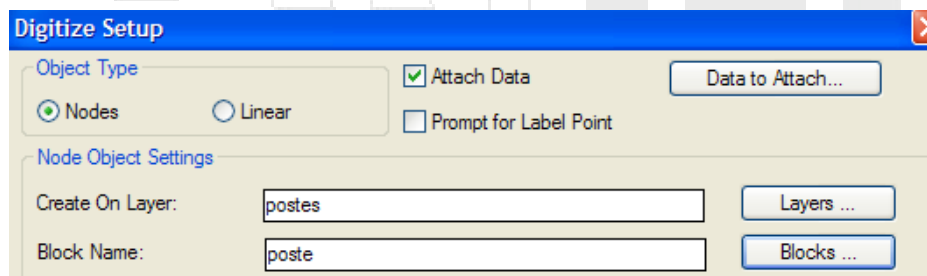 Digitize Setup
Object Type
Nodes
Linear
Attach Data
Data to Attach...
Prompt for Label Point
Node Object Settings
Create On Layer:
postes
Layers ...
Block Name:
poste
Blocks ...